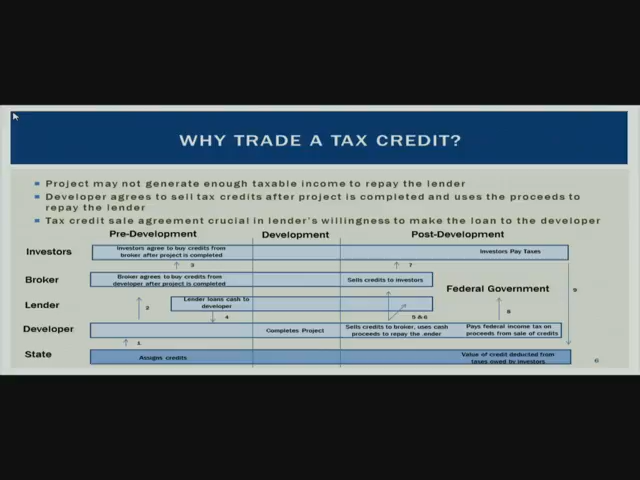 WHY TRADE A TAX CREDIT?
Project may not generate enough taxable income to repay the lender
Developer agrees to sell tax credits after project is completed and uses the proceeds to
repay the lender
Tax credit sale agreement crucial in lender's willingness to make the loan to the developer
Pre-Development Development Post-Development
Investors
Investors agree to buy credits from
broker after project is completed
Investors Pay Taxes
3
7
9
Broker
Broker agrees to buy credits from
developer after project is completed
Sells credits to investors
Federal Government
Lender
Lender loans cash to
developer
2
4
5 & 6
8
Developer
Completes Project
Sells credits to broker, uses cash
proceeds to repay the lender
Pays federal income tax on
proceeds from sale of credits
1
State
Assigns credits
Value of credit deducted from
taxes owed by investors
6